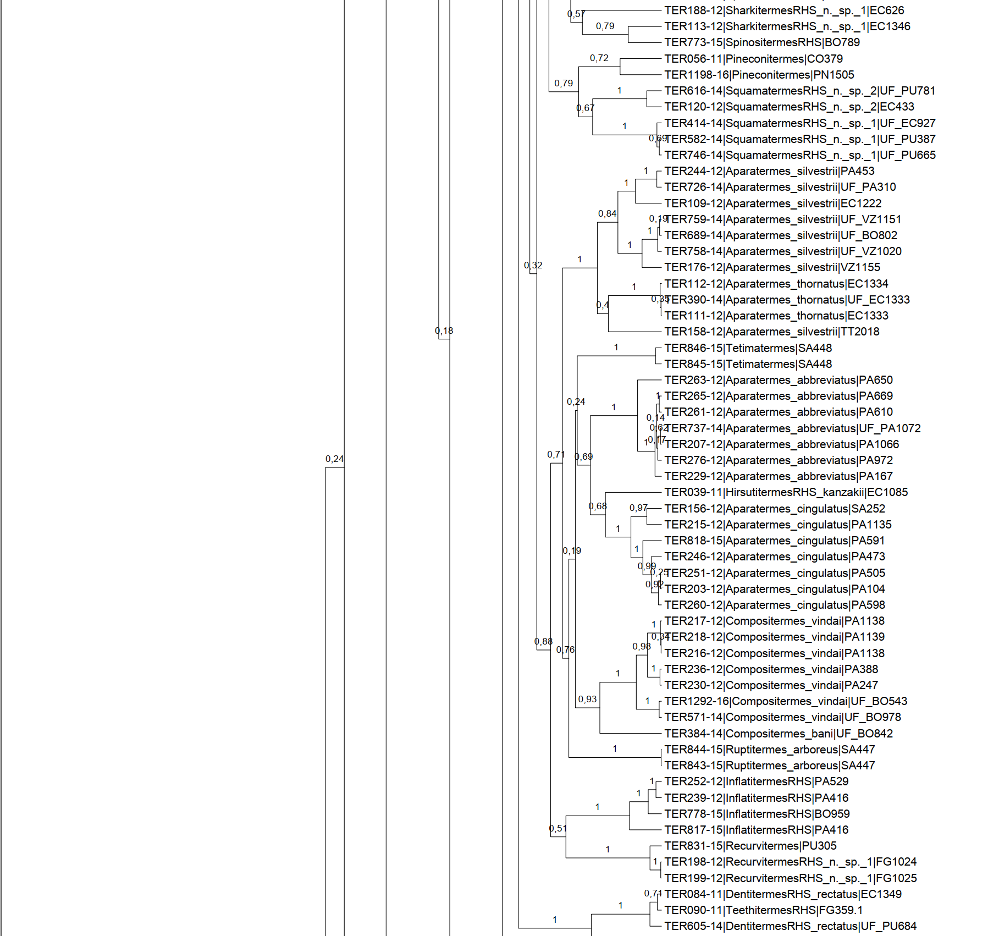 TER188-12|SharkitermesRHS_n._sp._1|EC626
0,57
TER113-12|SharkitermesRHS_n._sp._1|EC1346
0,79
TER773-15|SpinositermesRHS|BO789
TER056-11|Pineconitermes|CO379
0,72
TER1198-16|Pineconitermes|PN1505
0,79
TER616-14|SquamatermesRHS_n._sp._2|UF_PU781
1
TER120-12|SquamatermesRHS_n._sp._2|EC433
0,67
TER414-14|SquamatermesRHS_n._sp._1|UF_EC927
1
TER582-14|SquamatermesRHS_n._sp._1|UF_PU387
0,69
TER746-14|SquamatermesRHS_n._sp._1|UF_PU665
TER244-12|Aparatermes_silvestrii|PA453
1
TER726-14|Aparatermes_silvestrii|UF_PA310
1
TER109-12|Aparatermes_silvestrii|EC1222
0,84
TER759-14|Aparatermes_silvestrii|UF_VZ1151
0,19
TER689-14|Aparatermes_silvestrii|UF_BO802
1
TER758-14|Aparatermes_silvestrii|UF_VZ1020
1
TER176-12|Aparatermes_silvestrii|VZ1155
1
0,32
TER112-12|Aparatermes_thornatus|EC1334
1
TER390-14|Aparatermes_thornatus|UF_EC1333
0,35
0,4
TER111-12|Aparatermes_thornatus|EC1333
TER158-12|Aparatermes_silvestrii|TT2018
0,18
TER846-15|Tetimatermes|SA448
1
TER845-15|Tetimatermes|SA448
TER263-12|Aparatermes_abbreviatus|PA650
TER265-12|Aparatermes_abbreviatus|PA669
1
0,24
TER261-12|Aparatermes_abbreviatus|PA610
1
0,14
TER737-14|Aparatermes_abbreviatus|UF_PA1072
0,62
TER207-12|Aparatermes_abbreviatus|PA1066
1
0,17
TER276-12|Aparatermes_abbreviatus|PA972
0,71
0,69
0,24
TER229-12|Aparatermes_abbreviatus|PA167
TER039-11|HirsutitermesRHS_kanzakii|EC1085
0,68
TER156-12|Aparatermes_cingulatus|SA252
0,97
TER215-12|Aparatermes_cingulatus|PA1135
1
TER818-15|Aparatermes_cingulatus|PA591
1
0,19
TER246-12|Aparatermes_cingulatus|PA473
0,99
TER251-12|Aparatermes_cingulatus|PA505
0,25
TER203-12|Aparatermes_cingulatus|PA104
0,92
TER260-12|Aparatermes_cingulatus|PA598
TER217-12|Compositermes_vindai|PA1138
1
TER218-12|Compositermes_vindai|PA1139
0,34
0,88
0,76
0,98
TER216-12|Compositermes_vindai|PA1138
TER236-12|Compositermes_vindai|PA388
1
1
TER230-12|Compositermes_vindai|PA247
0,93
TER1292-16|Compositermes_vindai|UF_BO543
1
TER571-14|Compositermes_vindai|UF_BO978
TER384-14|Compositermes_bani|UF_BO842
TER844-15|Ruptitermes_arboreus|SA447
1
TER843-15|Ruptitermes_arboreus|SA447
TER252-12|InflatitermesRHS|PA529
1
TER239-12|InflatitermesRHS|PA416
1
TER778-15|InflatitermesRHS|BO959
1
TER817-15|InflatitermesRHS|PA416
0,51
TER831-15|Recurvitermes|PU305
1
TER198-12|RecurvitermesRHS_n._sp._1|FG1024
1
TER199-12|RecurvitermesRHS_n._sp._1|FG1025
TER084-11|DentitermesRHS_rectatus|EC1349
0,71
TER090-11|TeethitermesRHS|FG359.1
1
TER605-14|DentitermesRHS_rectatus|UF_PU684
1